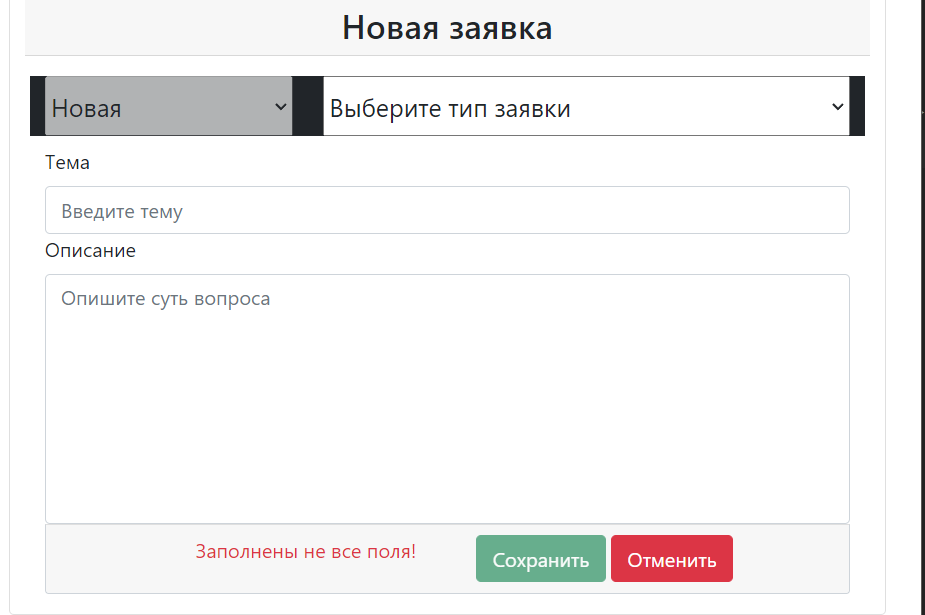 Новая заявка
Новая Выберите тип заявки
Тема
Введите тему
Описание
Опишите суть вопроса
Заполнены не все поля! Сохранить Отменить